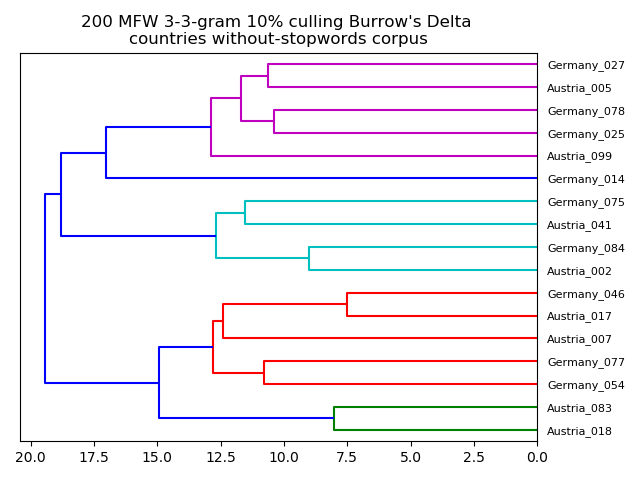 200 MFW 3-3-gram 10% culling Burrow's Delta
countries without-stopwords corpus
Germany_027
Austria_005
Germany_078
Germany_025
Austria_099
Germany_014
Germany_075
Austria_041
Germany_084
Austria_002
Germany_046
Austria_017
Austria_007
Germany_077
Germany_054
Austria_083
Austria_018
20.0 17.5 15.0 12.5 10.0 7.5 5.0 2.5 0.0